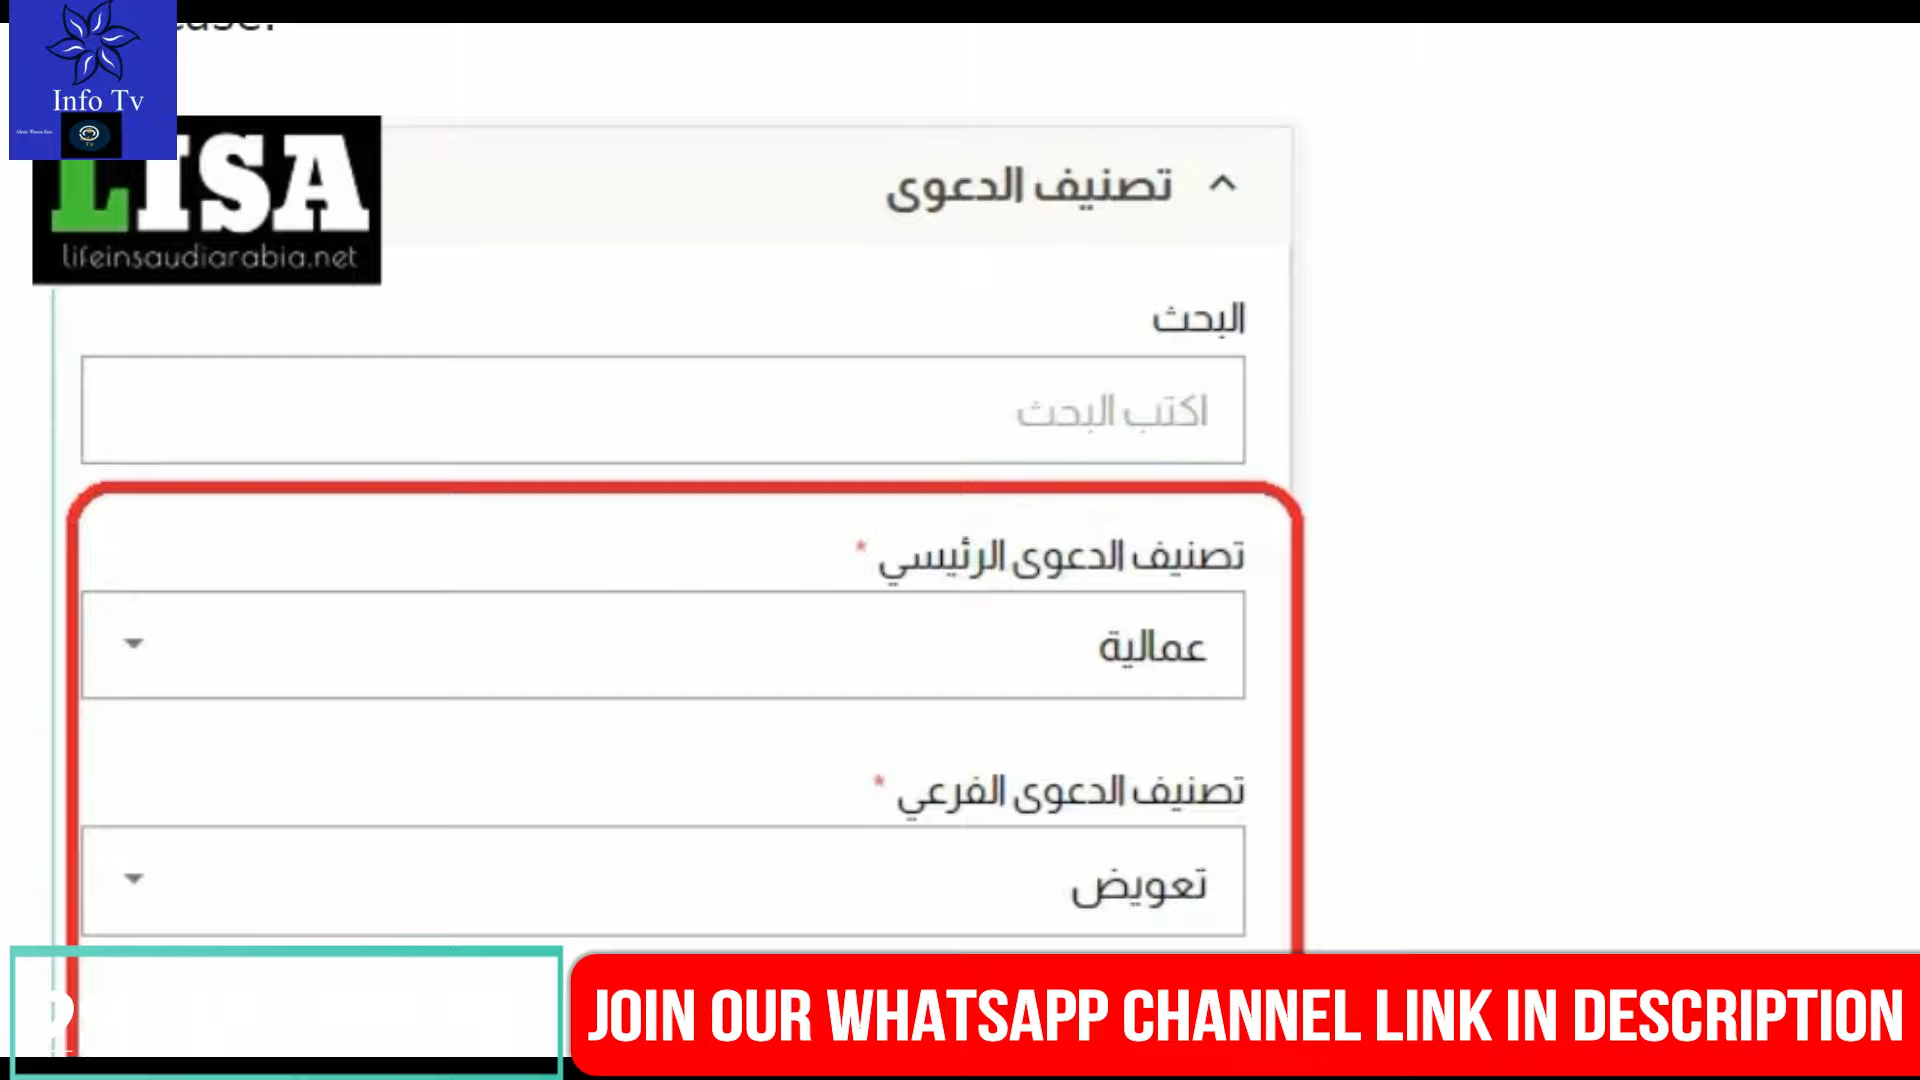 Info Tv
LISA
lifeinsaudiarabia.net
تصنيف الدعوى
البحث
اكتب البحث
تصنيف الدعوى الرئيسي *
عمالية
تصنيف الدعوى الفرعي *
تعويض
JOIN OUR WHATSAPP CHANNEL LINK IN DESCRIPTION